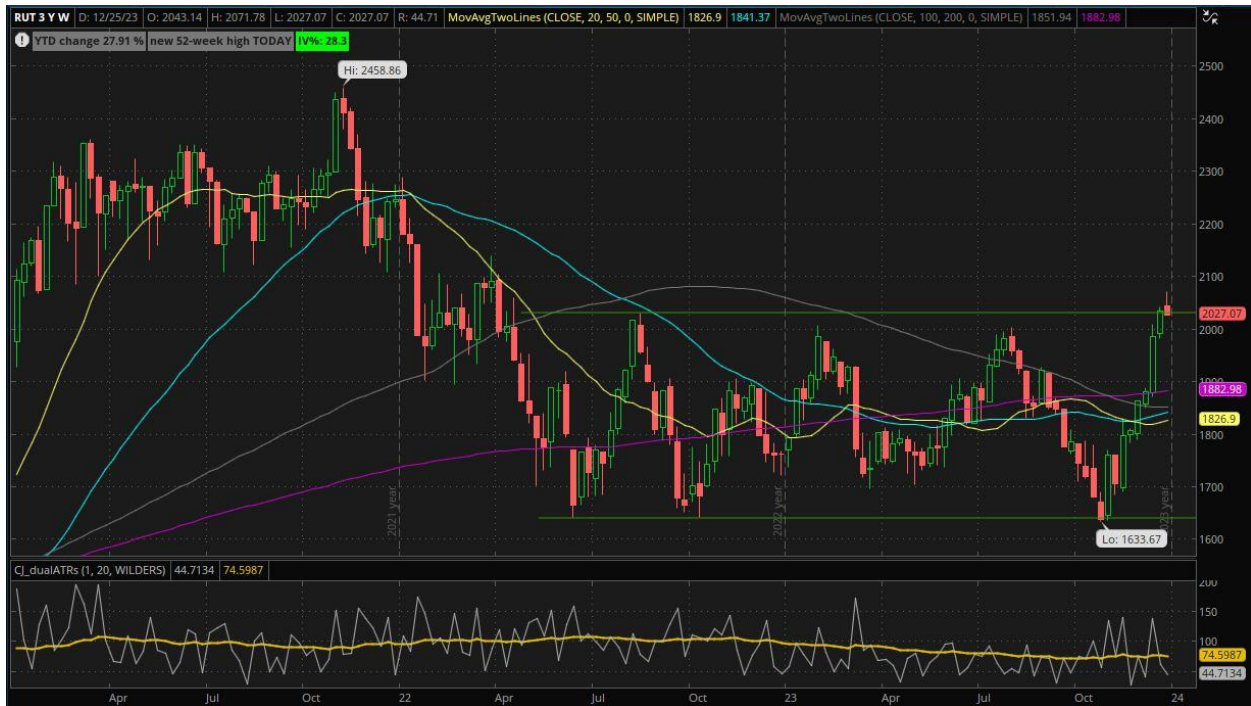 RUT 3 Y W D: 12/25/23 O: 2043.14 H: 2071.78 L: 2027.07 C: 2027.07 R: 44.71 MovAvgTwoLines (CLOSE, 20, 50, 0, SIMPLE) 1826.9 1841.37 MovAvgTwoLines (CLOSE, 100, 200, 0, SIMPLE) 1851.94 1882.98
! YTD change 27.91 % new 52-week high TODAY IV%: 28.3
Hi: 2458.86
2500
2400
2300
2200
2100
2027.07
2000
1900
1882.98
1826.9
1800
1700
1600
2021 year
2022 year
2023 year
Lo: 1633.67
CJ_dualATRs (1, 20, WILDERS) 44.7134 74.5987
200
150
100
74.5987
44.7134
Apr Jul Oct 22 Apr Jul Oct 23 Apr Jul Oct 24